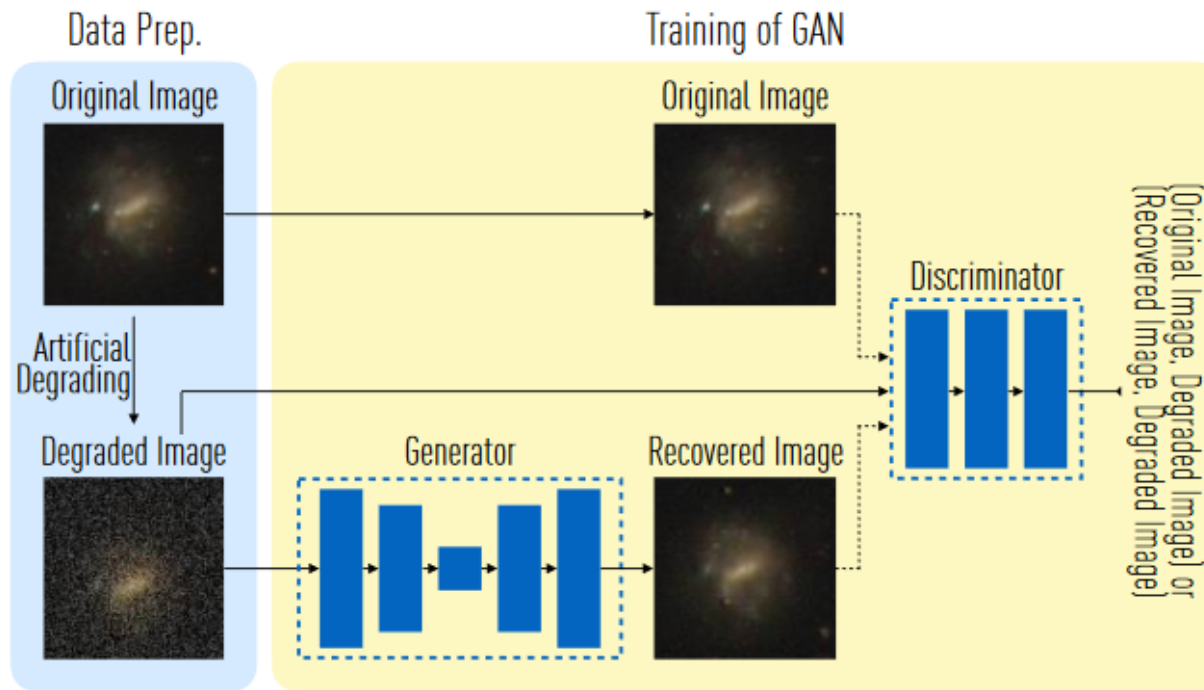 Data Prep.
Training of GAN
Original Image
Original Image
Artificial
Degrading
Discriminator
Degraded Image
Generator
Recovered Image
(Original Image, Degraded Image) or
(Recovered Image, Degraded Image)